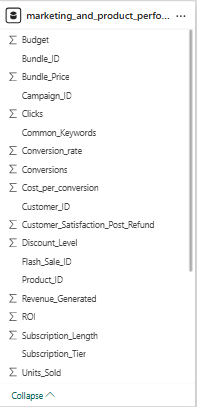 marketing_and_product_perfo...
Budget
Bundle_ID
Bundle_Price
Campaign_ID
Clicks
Common_Keywords
Conversion_rate
Conversions
Cost_per_conversion
Customer_ID
Customer_Satisfaction_Post_Refund
Discount_Level
Flash_Sale_ID
Product_ID
Revenue_Generated
ROI
Subscription_Length
Subscription_Tier
Units_Sold
Collapse